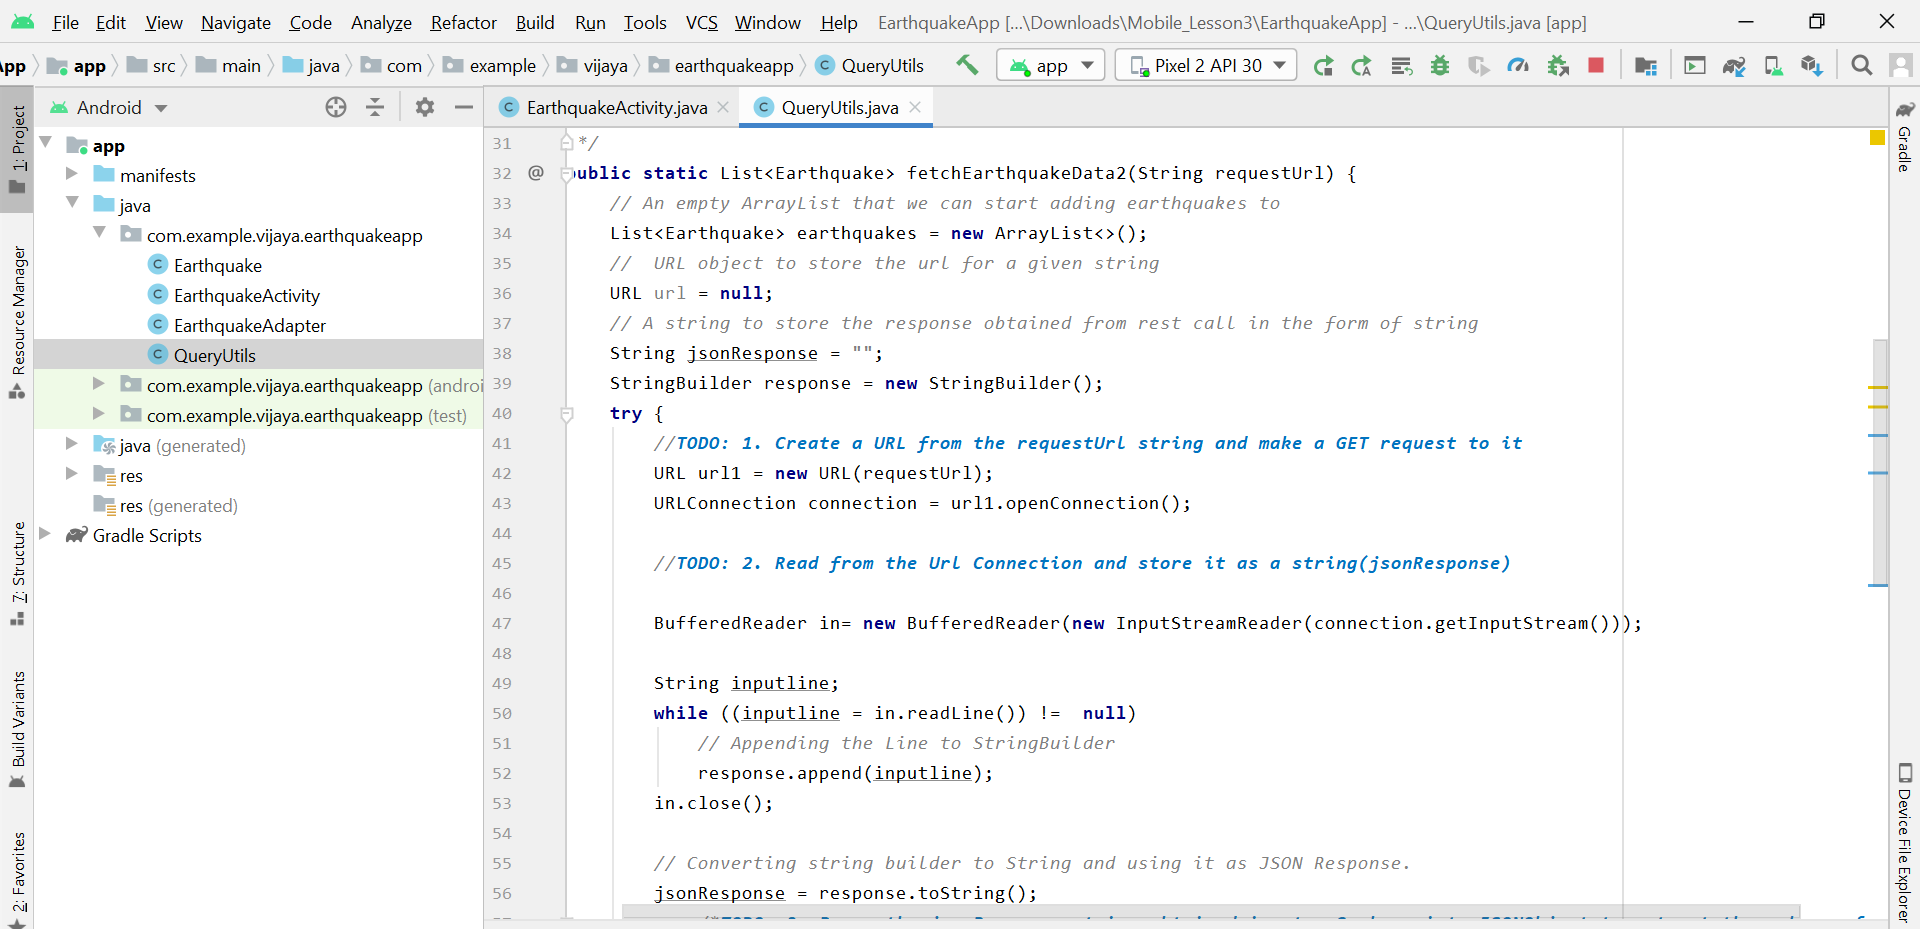 File Edit View Navigate Code Analyze Refactor Build Run Tools VCS Window Help EarthquakeApp [...\Downloads\Mobile_Lesson3\EarthquakeApp] - ...\QueryUtils.java [app]
App app src main java com example vijaya earthquakeapp QueryUtils app Pixel 2 API 30
Android
EarthquakeActivity.java QueryUtils.java
1: Project
Resource Manager
7: Structure
Build Variants
2: Favorites
app
manifests
java
com.example.vijaya.earthquakeapp
Earthquake
EarthquakeActivity
EarthquakeAdapter
QueryUtils
com.example.vijaya.earthquakeapp (androi
com.example.vijaya.earthquakeapp (test)
java (generated)
res
res (generated)
Gradle Scripts
31 */
32 @ public static List<Earthquake> fetchEarthquakeData2(String requestUrl) {
33 // An empty ArrayList that we can start adding earthquakes to
34 List<Earthquake> earthquakes = new ArrayList<>();
35 //  URL object to store the url for a given string
36 URL url = null;
37 // A string to store the response obtained from rest call in the form of string
38 String jsonResponse = "";
39 StringBuilder response = new StringBuilder();
40 try {
41 //TODO: 1. Create a URL from the requestUrl string and make a GET request to it
42 URL url1 = new URL(requestUrl);
43 URLConnection connection = url1.openConnection();
44
45 //TODO: 2. Read from the Url Connection and store it as a string(jsonResponse)
46
47 BufferedReader in= new BufferedReader(new InputStreamReader(connection.getInputStream()));
48
49 String inputline;
50 while ((inputline = in.readLine()) !=  null)
51 // Appending the Line to StringBuilder
52 response.append(inputline);
53 in.close();
54
55 // Converting string builder to String and using it as JSON Response.
56 jsonResponse = response.toString();
Gradle
Device File Explorer